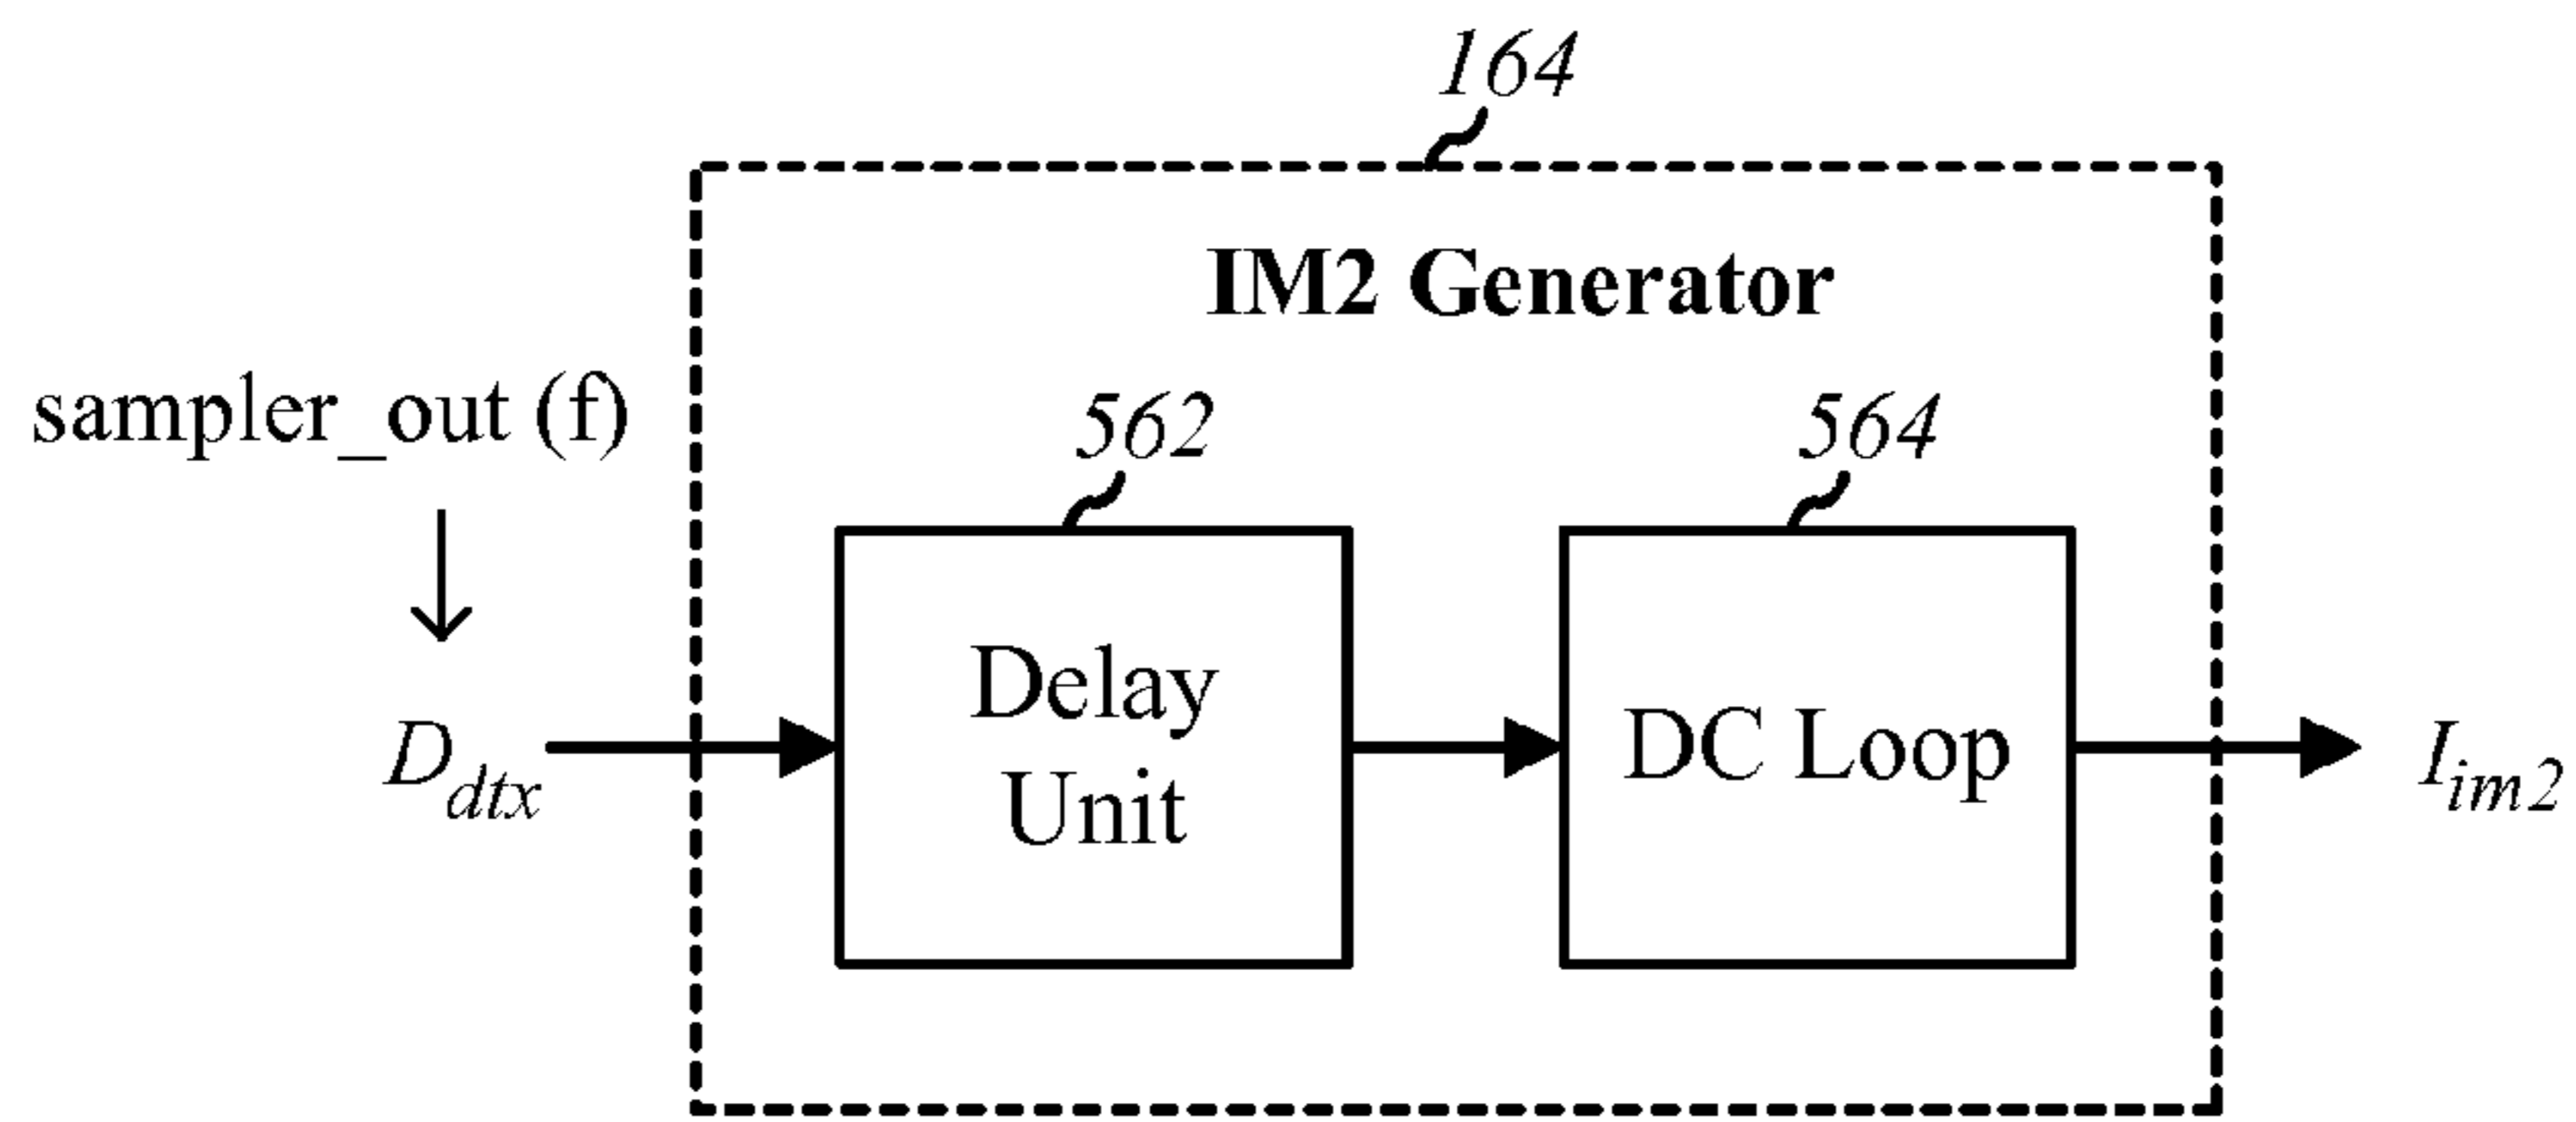 164
IM2 Generator
sampler_out (f)
562
564
Delay
Unit
DC Loop
D_dtx
I_im2